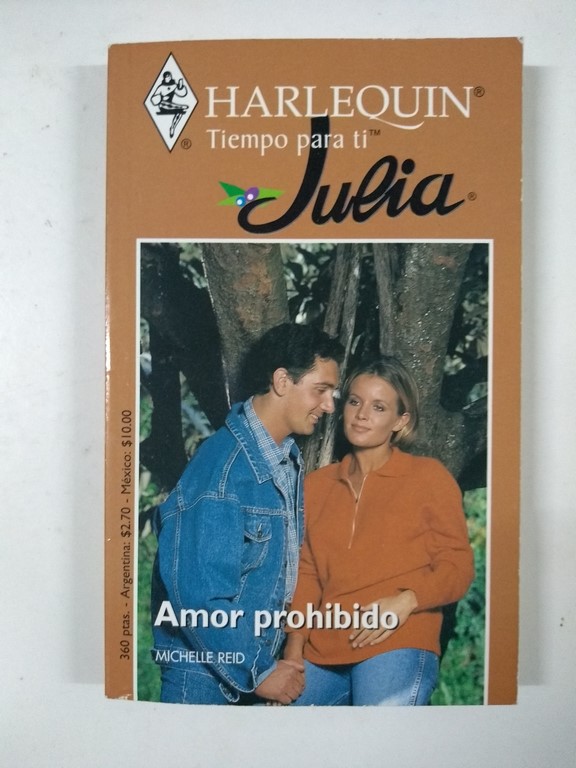 HARLEQUIN®
®
Tiempo para ti™
Julia®
360 ptas. - Argentina: $2.70 - México: $10.00
Amor prohibido
MICHELLE REID